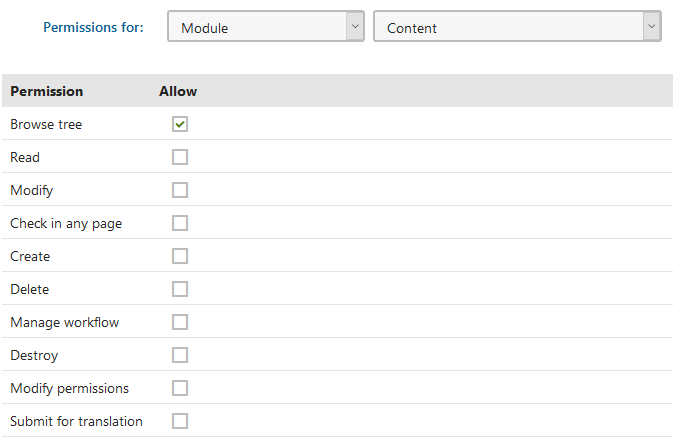 Permissions for: Module Content
Permission Allow
Browse tree
Read
Modify
Check in any page
Create
Delete
Manage workflow
Destroy
Modify permissions
Submit for translation